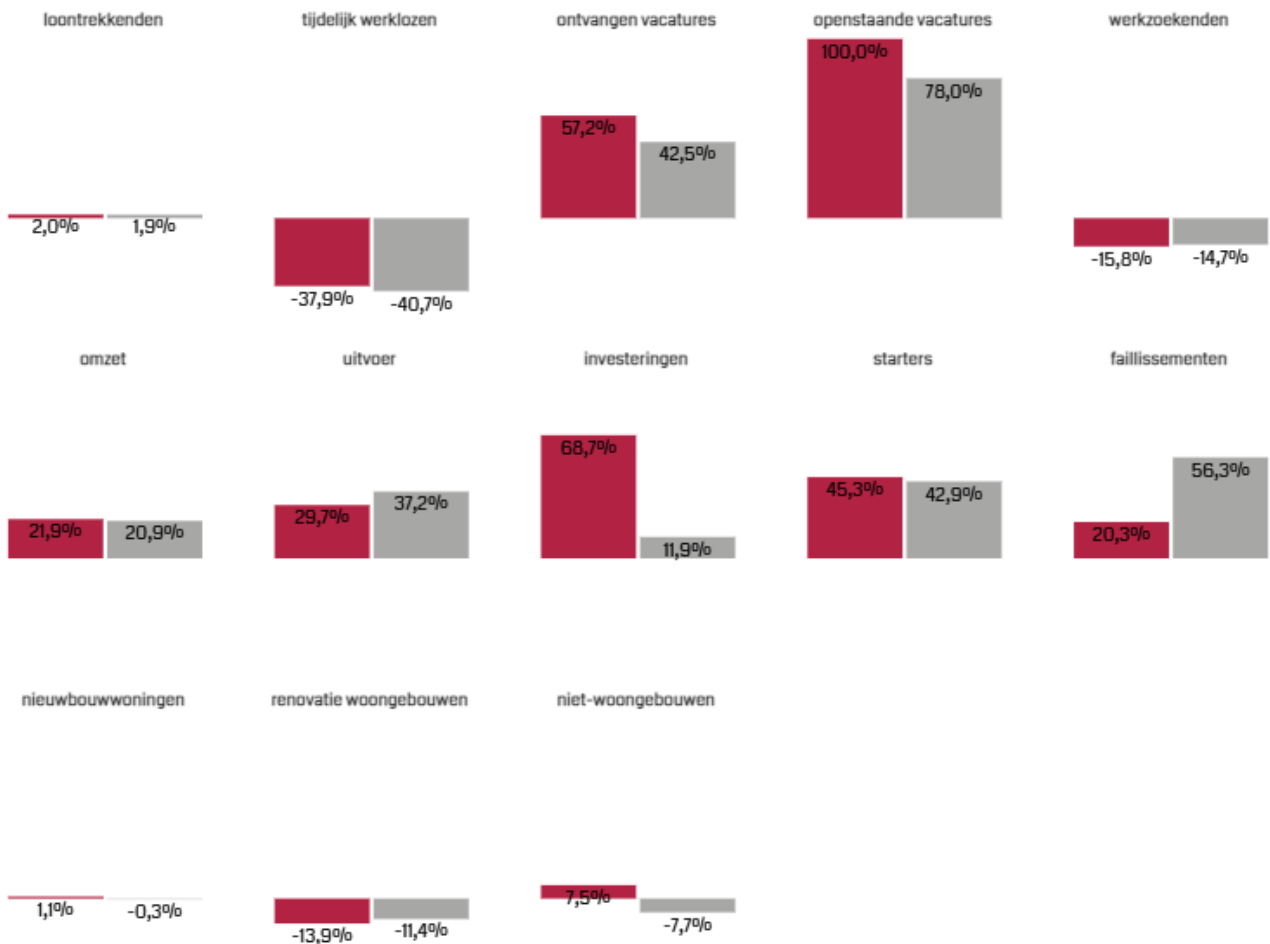 loontrekkenden tijdelijk werklozen ontvangen vacatures openstaande vacatures werkzoekenden
2,0% 1,9% -37,9% -40,7% 57,2% 42,5% 100,0% 78,0% -15,8% -14,7%
omzet uitvoer investeringen starters faillissementen
21,9% 20,9% 29,7% 37,2% 68,7% 11,9% 45,3% 42,9% 20,3% 56,3%
nieuwbouwwoningen renovatie woongebouwen niet-woongebouwen
1,1% -0,3% -13,9% -11,4% 7,5% -7,7%